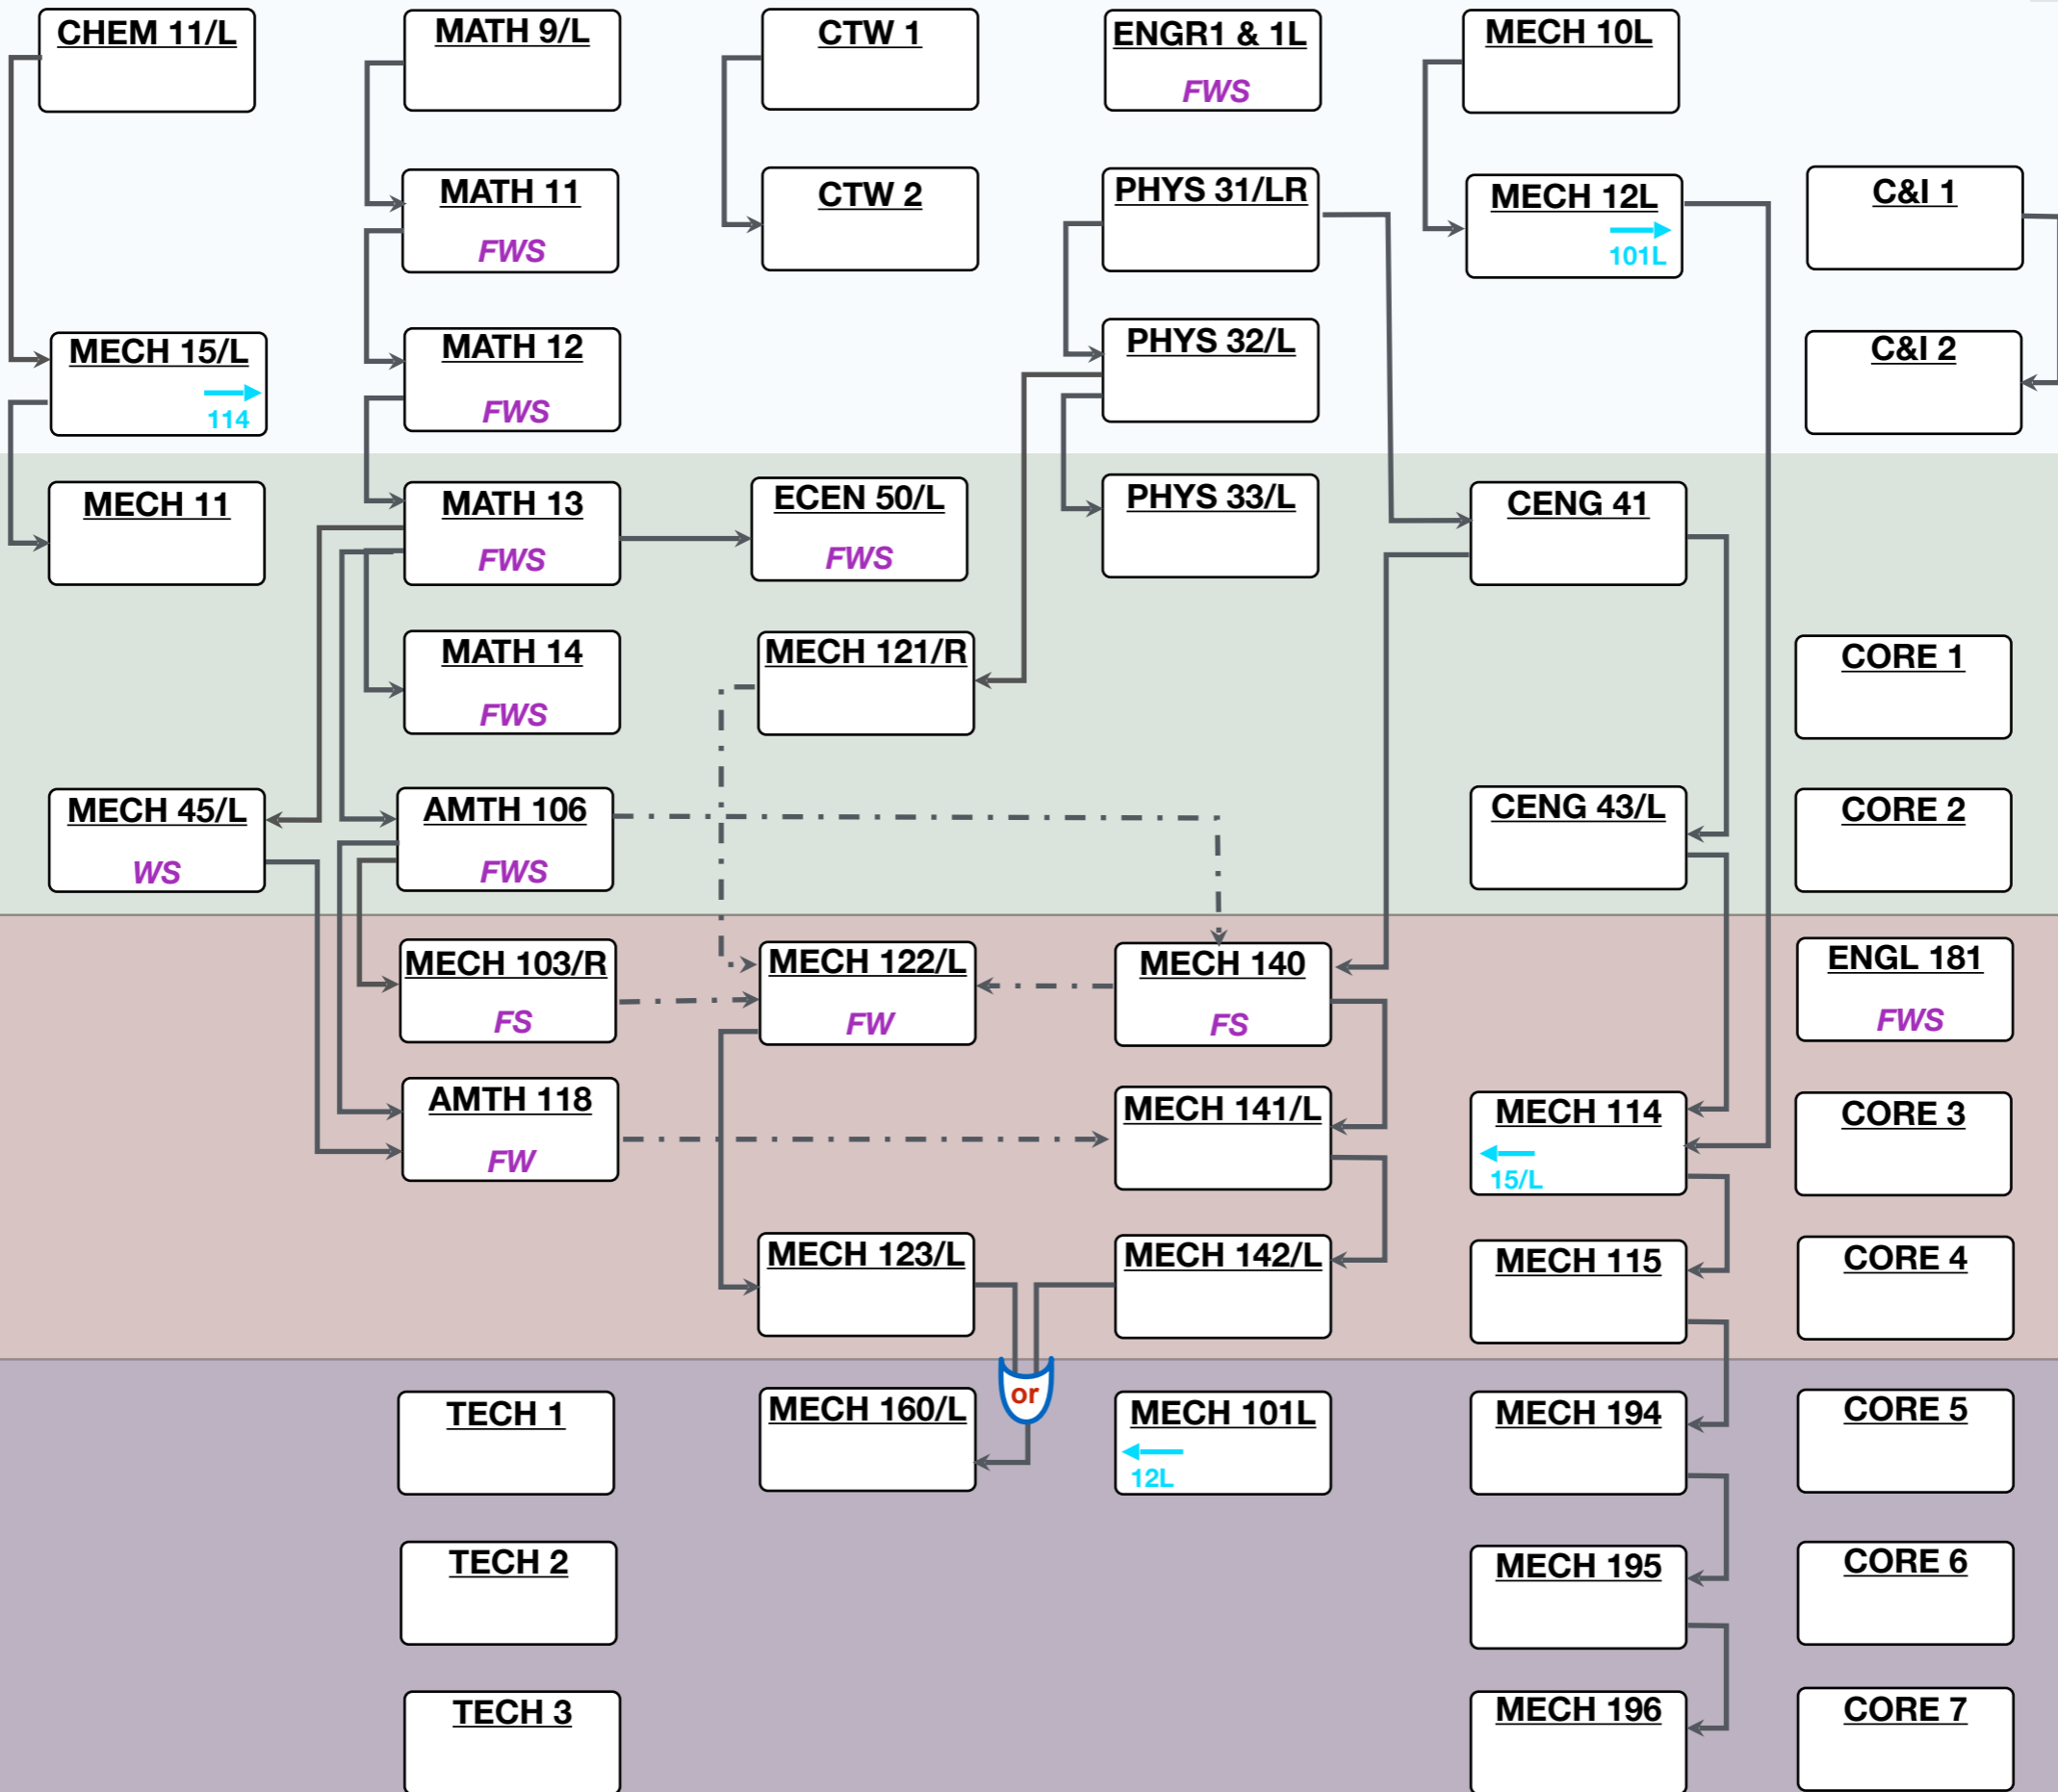 CHEM 11/L
MATH 9/L
CTW 1
ENGR1 & 1L
FWS
MECH 10L
MATH 11
FWS
CTW 2
PHYS 31/LR
MECH 12L
101L
C&I 1
MECH 15/L
114
MATH 12
FWS
PHYS 32/L
C&I 2
MECH 11
MATH 13
FWS
ECEN 50/L
FWS
PHYS 33/L
CENG 41
MATH 14
FWS
MECH 121/R
CORE 1
MECH 45/L
WS
AMTH 106
FWS
CENG 43/L
CORE 2
MECH 103/R
FS
MECH 122/L
FW
MECH 140
FS
ENGL 181
FWS
AMTH 118
FW
MECH 141/L
MECH 114
15/L
CORE 3
MECH 123/L
MECH 142/L
MECH 115
CORE 4
or
TECH 1
MECH 160/L
MECH 101L
12L
MECH 194
CORE 5
TECH 2
MECH 195
CORE 6
TECH 3
MECH 196
CORE 7